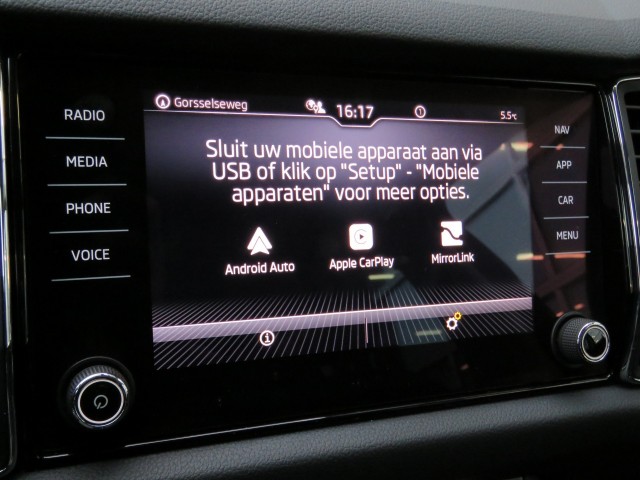 RADIO
MEDIA
PHONE
VOICE
Gorsselseweg
16:17
5.5°C
Sluit uw mobiele apparaat aan via
USB of klik op "Setup" - "Mobiele
apparaten" voor meer opties.
Android Auto
Apple CarPlay
MirrorLink
NAV
APP
CAR
MENU